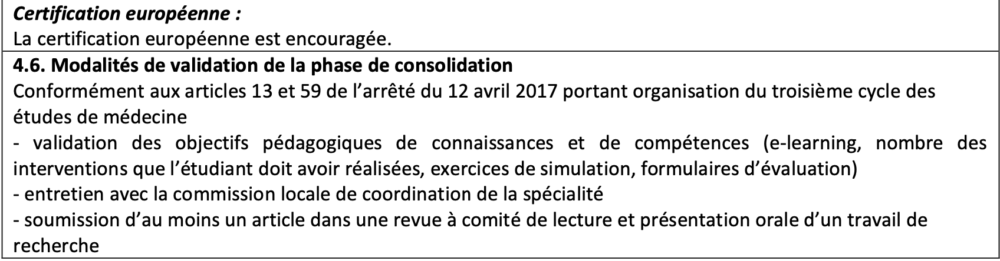 Certification européenne :
La certification européenne est encouragée.
4.6. Modalités de validation de la phase de consolidation
Conformément aux articles 13 et 59 de l’arrêté du 12 avril 2017 portant organisation du troisième cycle des
études de médecine
- validation des objectifs pédagogiques de connaissances et de compétences (e-learning, nombre des
interventions que l’étudiant doit avoir réalisées, exercices de simulation, formulaires d’évaluation)
- entretien avec la commission locale de coordination de la spécialité
- soumission d’au moins un article dans une revue à comité de lecture et présentation orale d’un travail de
recherche